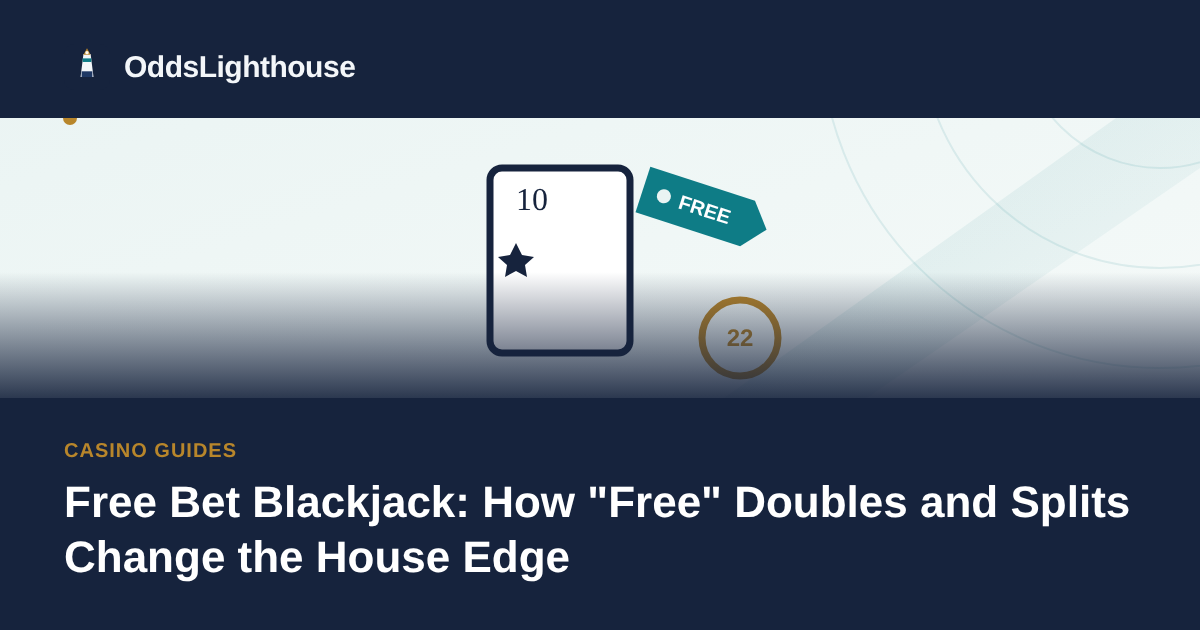 OddsLighthouse
10
FREE
22
CASINO GUIDES
Free Bet Blackjack: How "Free" Doubles and Splits
Change the House Edge